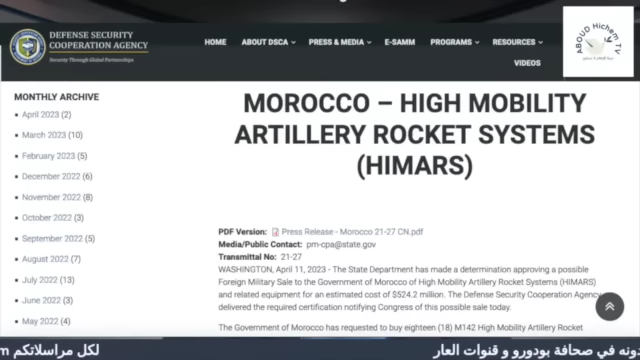 DEFENSE SECURITY
COOPERATION AGENCY
Security Through Global Partnerships
HOME ABOUT DSCA PRESS & MEDIA E-SAMM PROGRAMS RESOURCES
VIDEOS
ABOUO Hichem TV
MONTHLY ARCHIVE
April 2023 (2)
March 2023 (10)
February 2023 (5)
December 2022 (6)
November 2022 (8)
October 2022 (3)
September 2022 (5)
August 2022 (7)
July 2022 (13)
June 2022 (3)
May 2022 (4)
MOROCCO – HIGH MOBILITY
ARTILLERY ROCKET SYSTEMS
(HIMARS)
PDF Version: Press Release - Morocco 21-27 CN.pdf
Media/Public Contact: pm-cpa@state.gov
Transmittal No: 21-27
WASHINGTON, April 11, 2023 - The State Department has made a determination approving a possible
Foreign Military Sale to the Government of Morocco of High Mobility Artillery Rocket Systems (HIMARS)
and related equipment for an estimated cost of $524.2 million. The Defense Security Cooperation Agency
delivered the required certification notifying Congress of this possible sale today.
The Government of Morocco has requested to buy eighteen (18) M142 High Mobility Artillery Rocket
دونه في صحافة بودورو و قنوات العار
لكل مراسلاتكم m